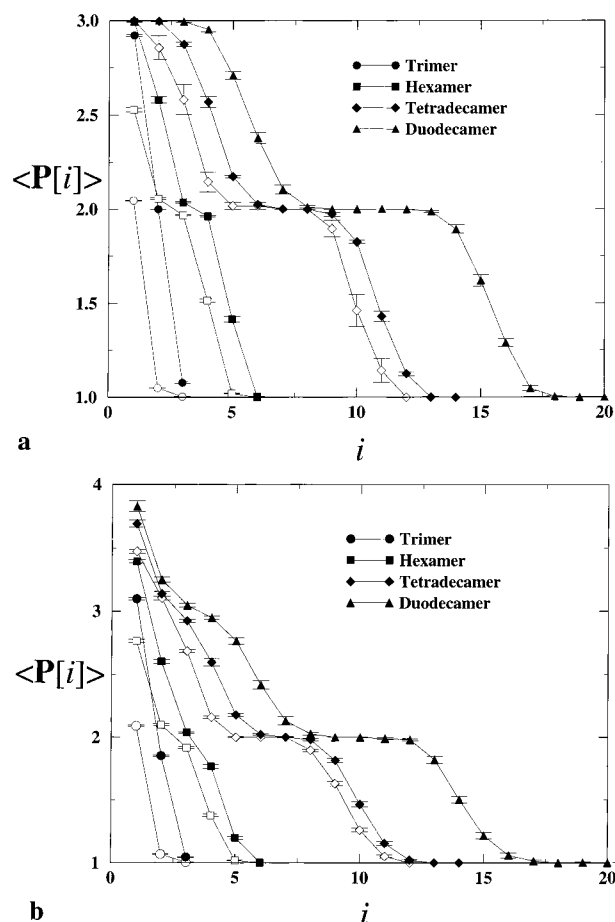 3.0
2.5
<P[i]>
2.0
1.5
1.0
0
5
10
15
20
Trimer
Hexamer
Tetradecamer
Duodecamer
a
i
4
3
<P[i]>
2
1
0
5
10
15
20
Trimer
Hexamer
Tetradecamer
Duodecamer
b
i